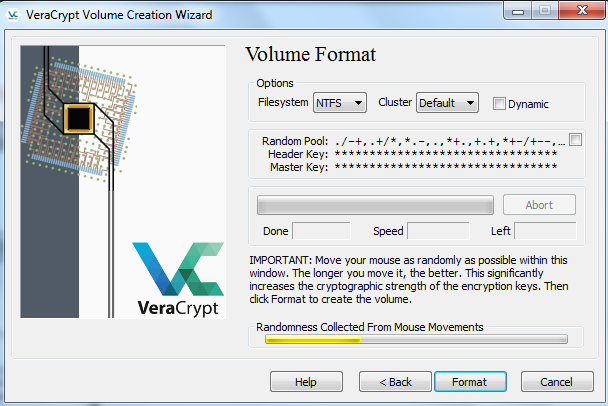 VeraCrypt Volume Creation Wizard
Volume Format
Options
Filesystem NTFS Cluster Default Dynamic
Random Pool: ./-+,.+/*,*.-,.,*+.,+.+,*+-/+--,...
Header Key: ********************************
Master Key: ********************************
Abort
Done Speed Left
IMPORTANT: Move your mouse as randomly as possible within this
window. The longer you move it, the better. This significantly
increases the cryptographic strength of the encryption keys. Then
click Format to create the volume.
VeraCrypt
Randomness Collected From Mouse Movements
Help < Back Format Cancel